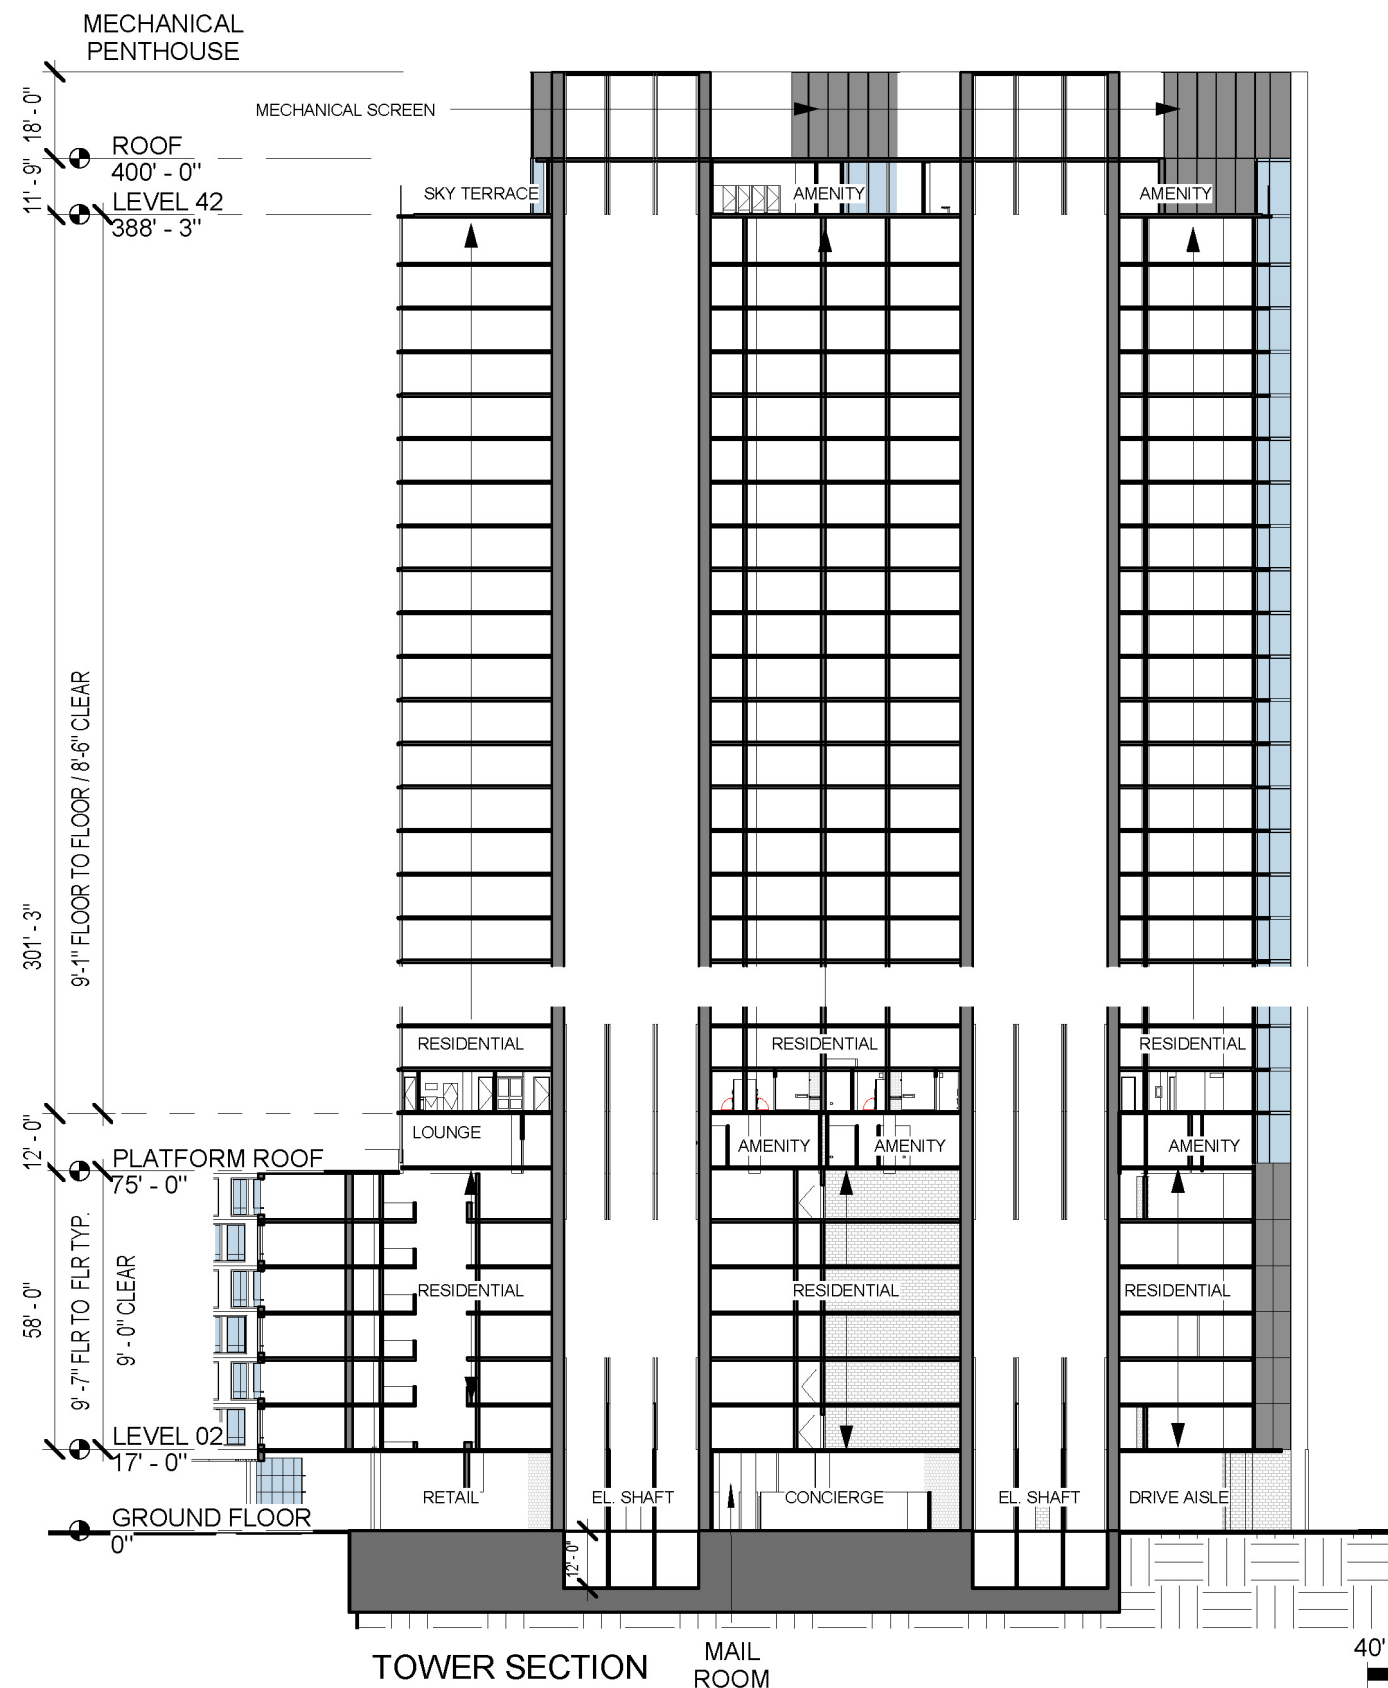 MECHANICAL
PENTHOUSE
18' - 0"
MECHANICAL SCREEN
ROOF
400' - 0"
11' - 9"
LEVEL 42
388' - 3"
SKY TERRACE
AMENITY
AMENITY
9'-1" FLOOR TO FLOOR / 8'-6" CLEAR
301' - 3"
RESIDENTIAL
RESIDENTIAL
RESIDENTIAL
12' - 0"
LOUNGE
AMENITY
AMENITY
AMENITY
PLATFORM ROOF
75' - 0"
58' - 0"
9' -7" FLR TO FLR TYP.
9' - 0" CLEAR
RESIDENTIAL
RESIDENTIAL
RESIDENTIAL
LEVEL 02
17' - 0"
RETAIL
EL. SHAFT
CONCIERGE
EL. SHAFT
DRIVE AISLE
GROUND FLOOR
0"
12' - 0"
TOWER SECTION
MAIL
ROOM
40'